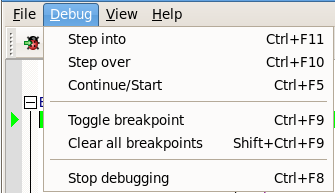 File Debug View Help
Step into Ctrl+F11
Step over Ctrl+F10
Continue/Start Ctrl+F5
Toggle breakpoint Ctrl+F9
Clear all breakpoints Shift+Ctrl+F9
Stop debugging Ctrl+F8